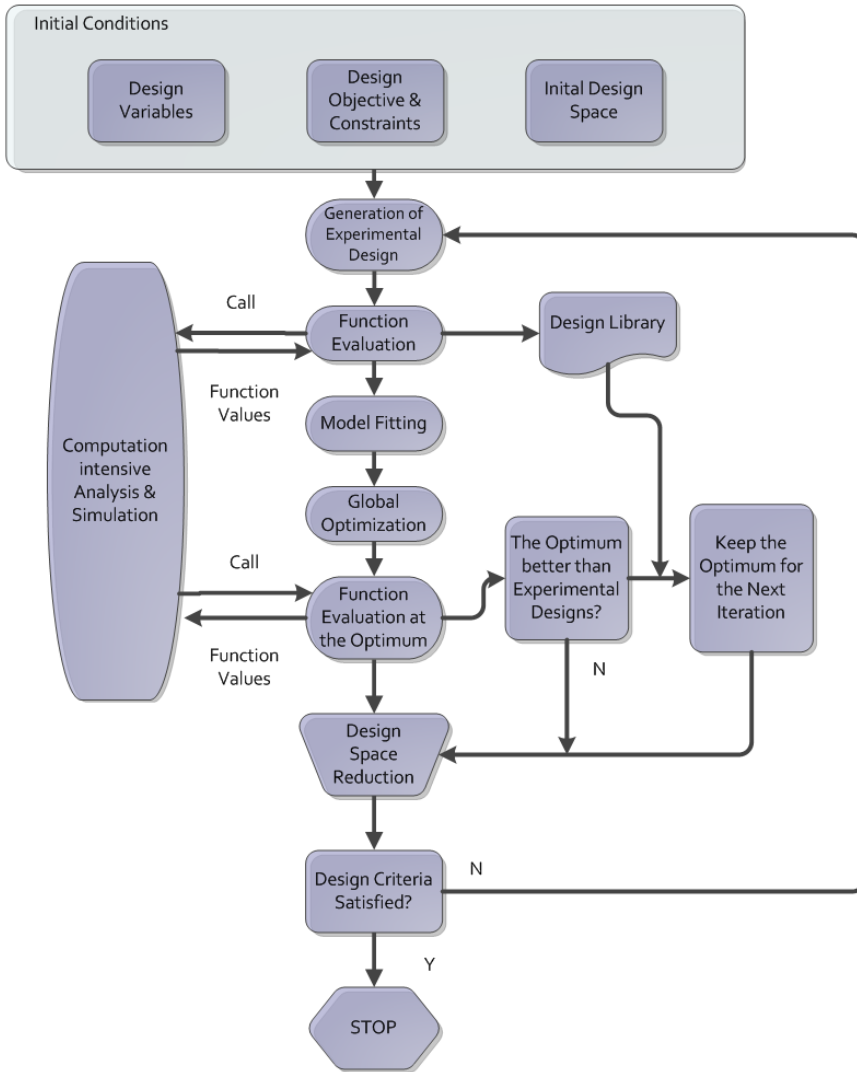 Initial Conditions
Design
Variables
Design
Objective &
Constraints
Inital Design
Space
Generation of
Experimental
Design
Call
Function
Evaluation
Design Library
Function
Values
Model Fitting
Computation
intensive
Analysis &
Simulation
Global
Optimization
The Optimum
better than
Experimental
Designs?
Keep the
Optimum for
the Next
Iteration
Call
Function
Evaluation at
the Optimum
Function
Values
N
Design
Space
Reduction
Design Criteria
Satisfied?
N
Y
STOP